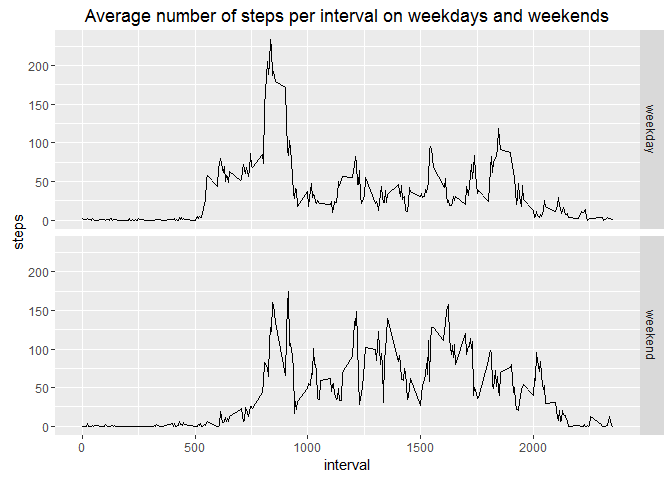 Average number of steps per interval on weekdays and weekends
200
150
100
50
0
weekday
steps
200
150
100
50
0
weekend
0 500 1000 1500 2000
interval